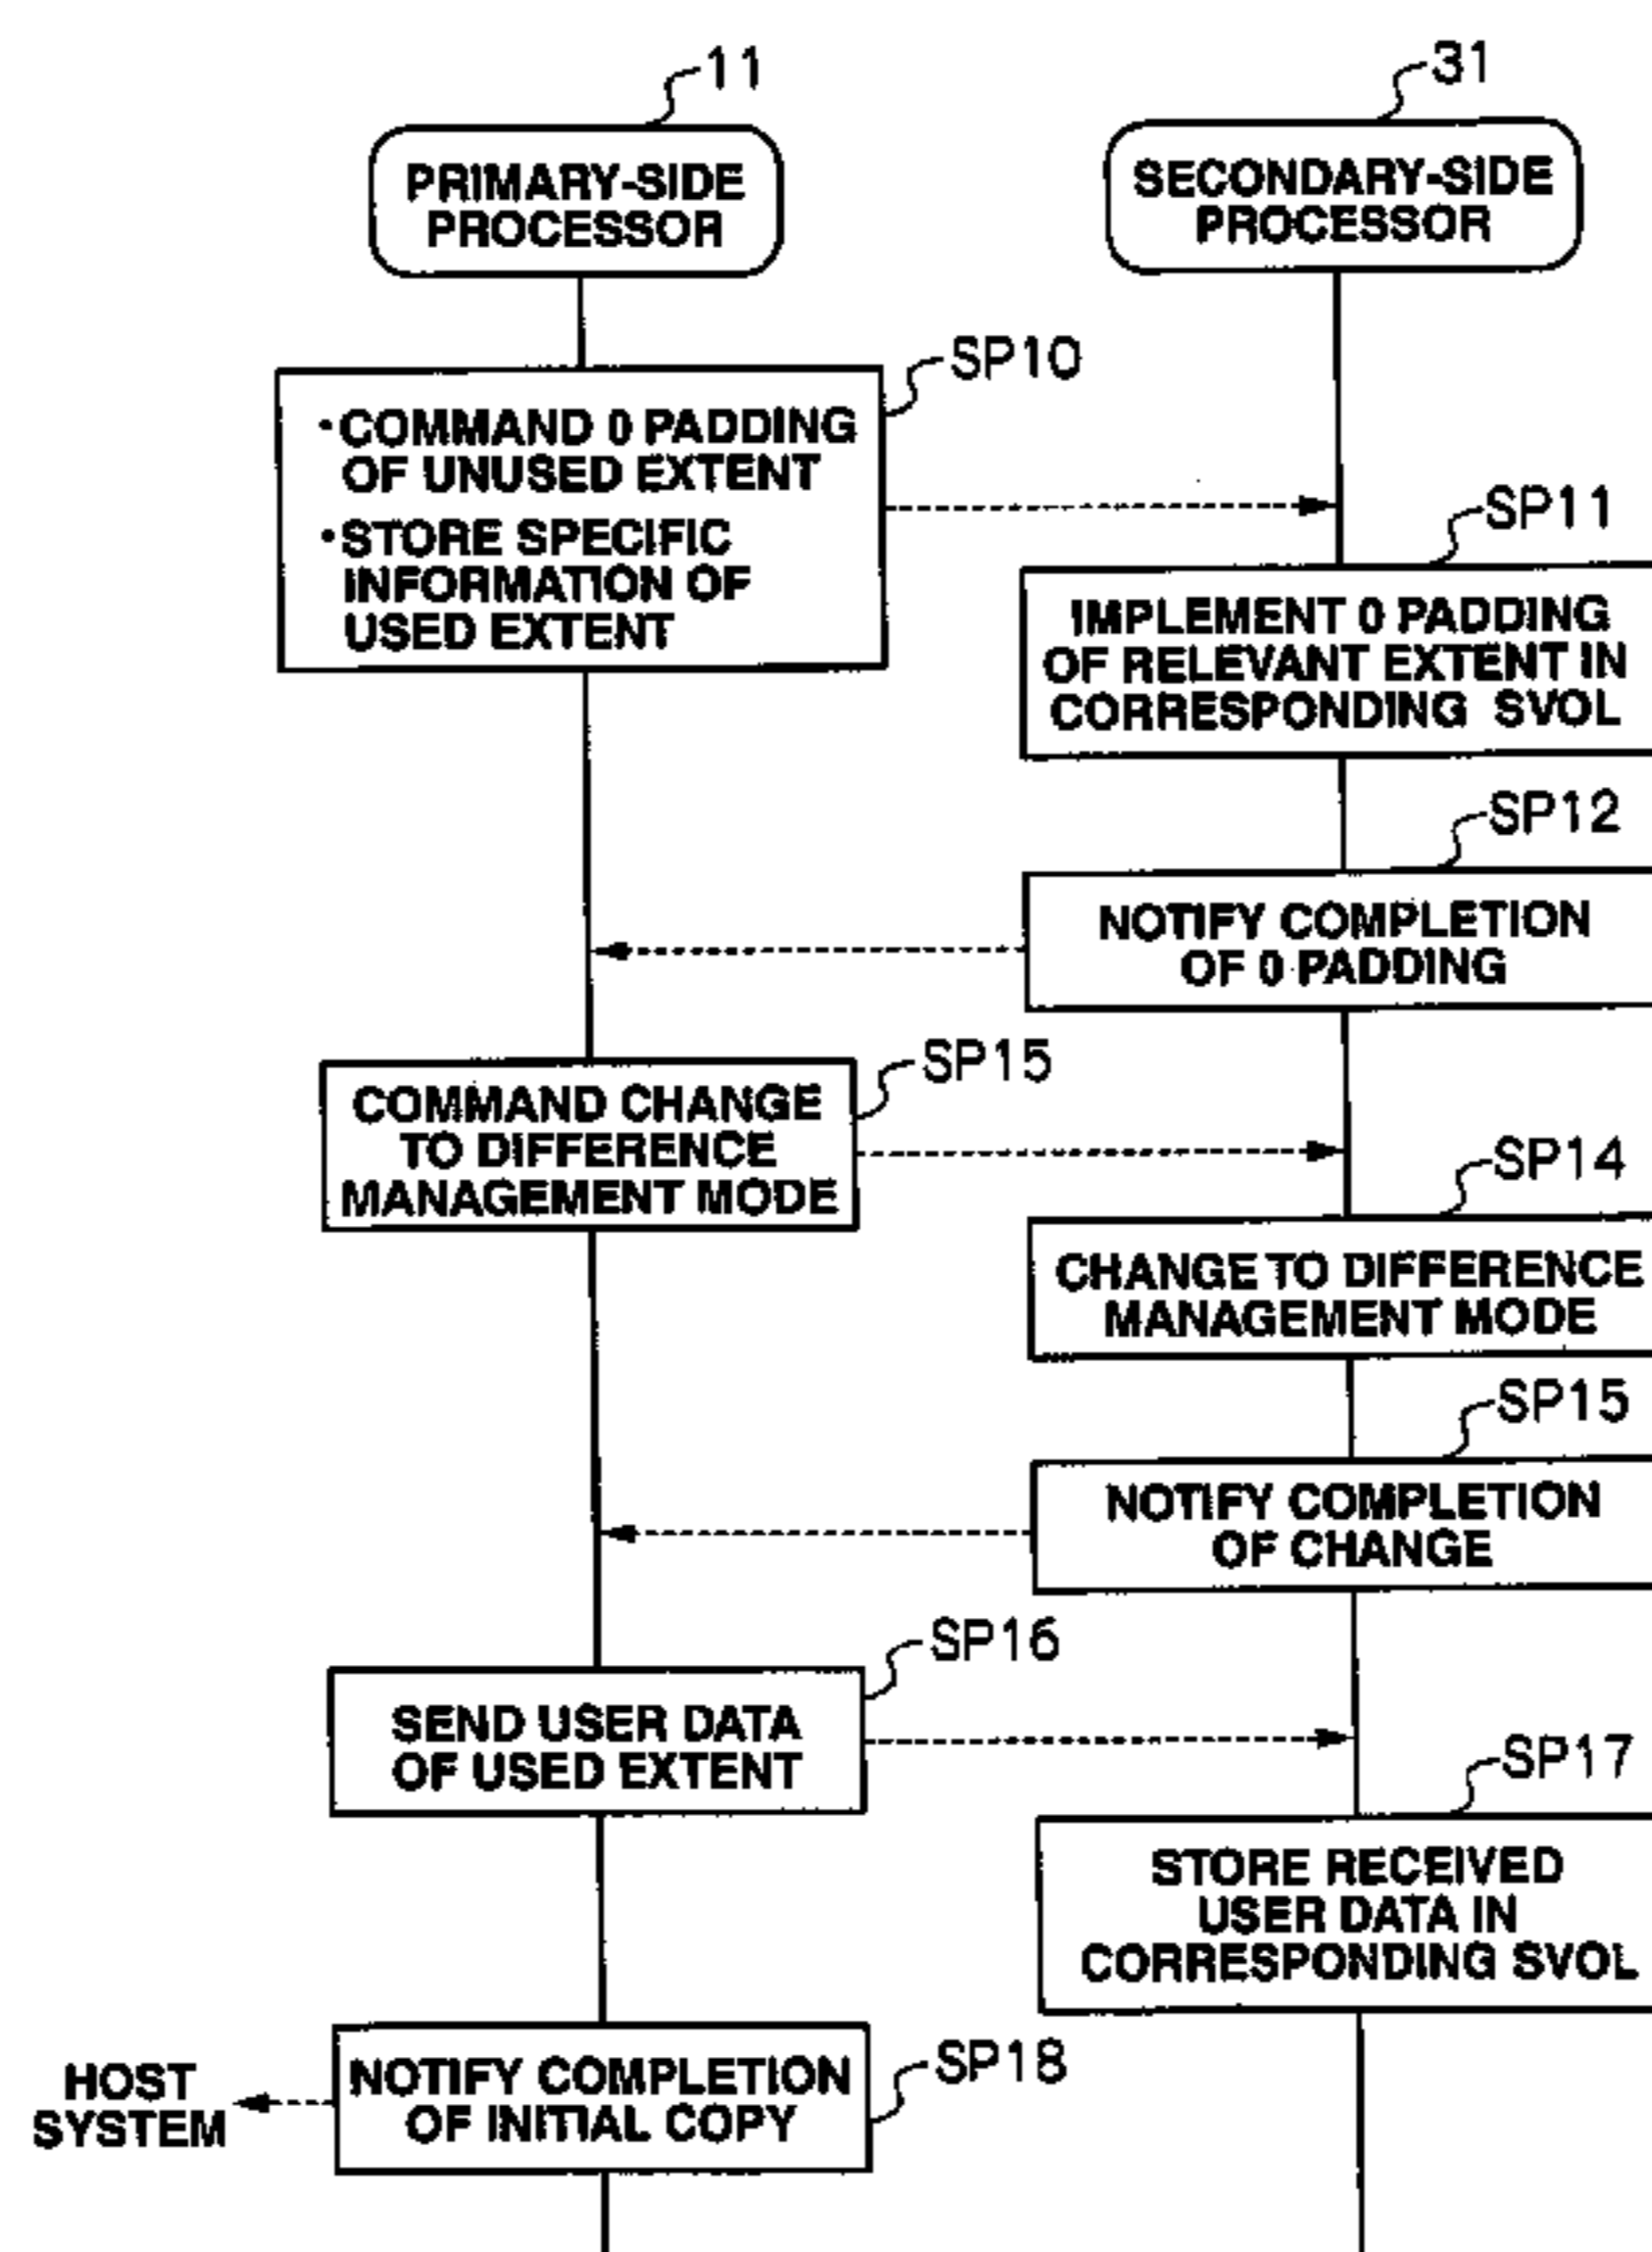 11
31
PRIMARY-SIDE
PROCESSOR
SECONDARY-SIDE
PROCESSOR
SP10
・COMMAND 0 PADDING
OF UNUSED EXTENT
・STORE SPECIFIC
INFORMATION OF
USED EXTENT
SP11
IMPLEMENT 0 PADDING
OF RELEVANT EXTENT IN
CORRESPONDING SVOL
SP12
NOTIFY COMPLETION
OF 0 PADDING
SP15
COMMAND CHANGE
TO DIFFERENCE
MANAGEMENT MODE
SP14
CHANGE TO DIFFERENCE
MANAGEMENT MODE
SP15
NOTIFY COMPLETION
OF CHANGE
SP16
SEND USER DATA
OF USED EXTENT
SP17
STORE RECEIVED
USER DATA IN
CORRESPONDING SVOL
SP18
NOTIFY COMPLETION
OF INITIAL COPY
HOST
SYSTEM